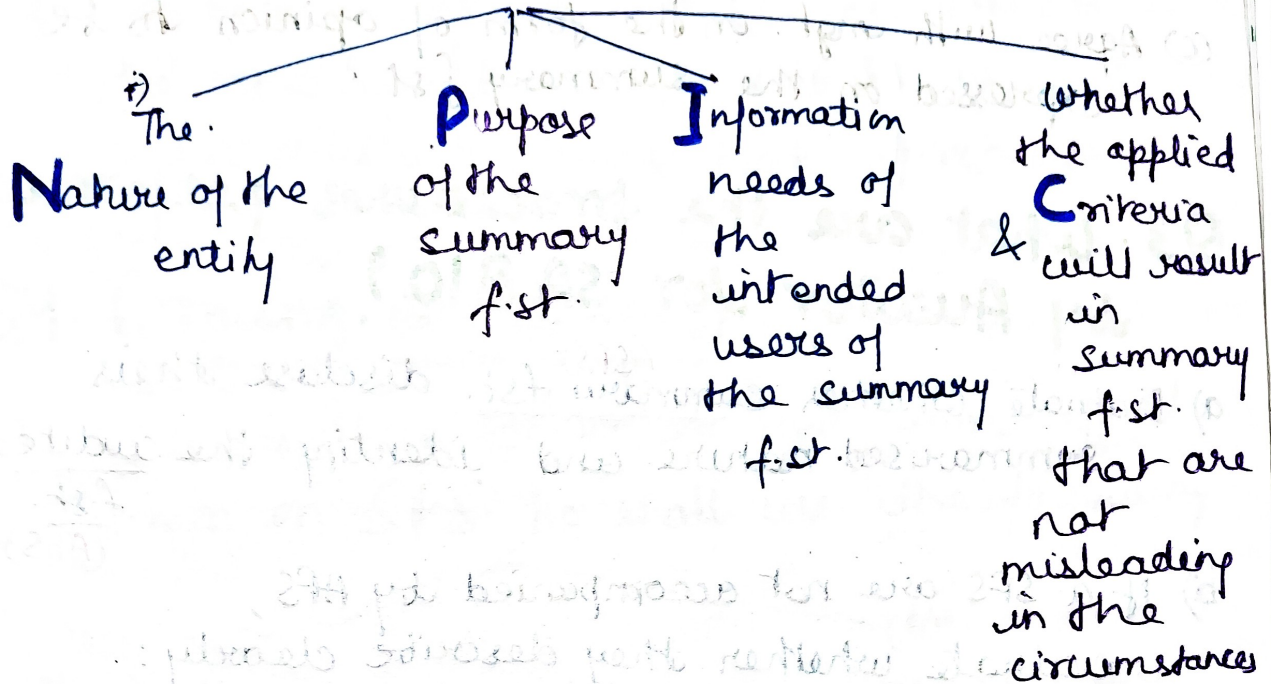 i)
The.
Nature of the
entity
Purpose
of the
summary
f.st.
Information
needs of
the
intended
users of
the summary
f.st.
&
whether
the applied
Criteria
will result
in
summary
f.st.
that are
not
misleading
in the
circumstances